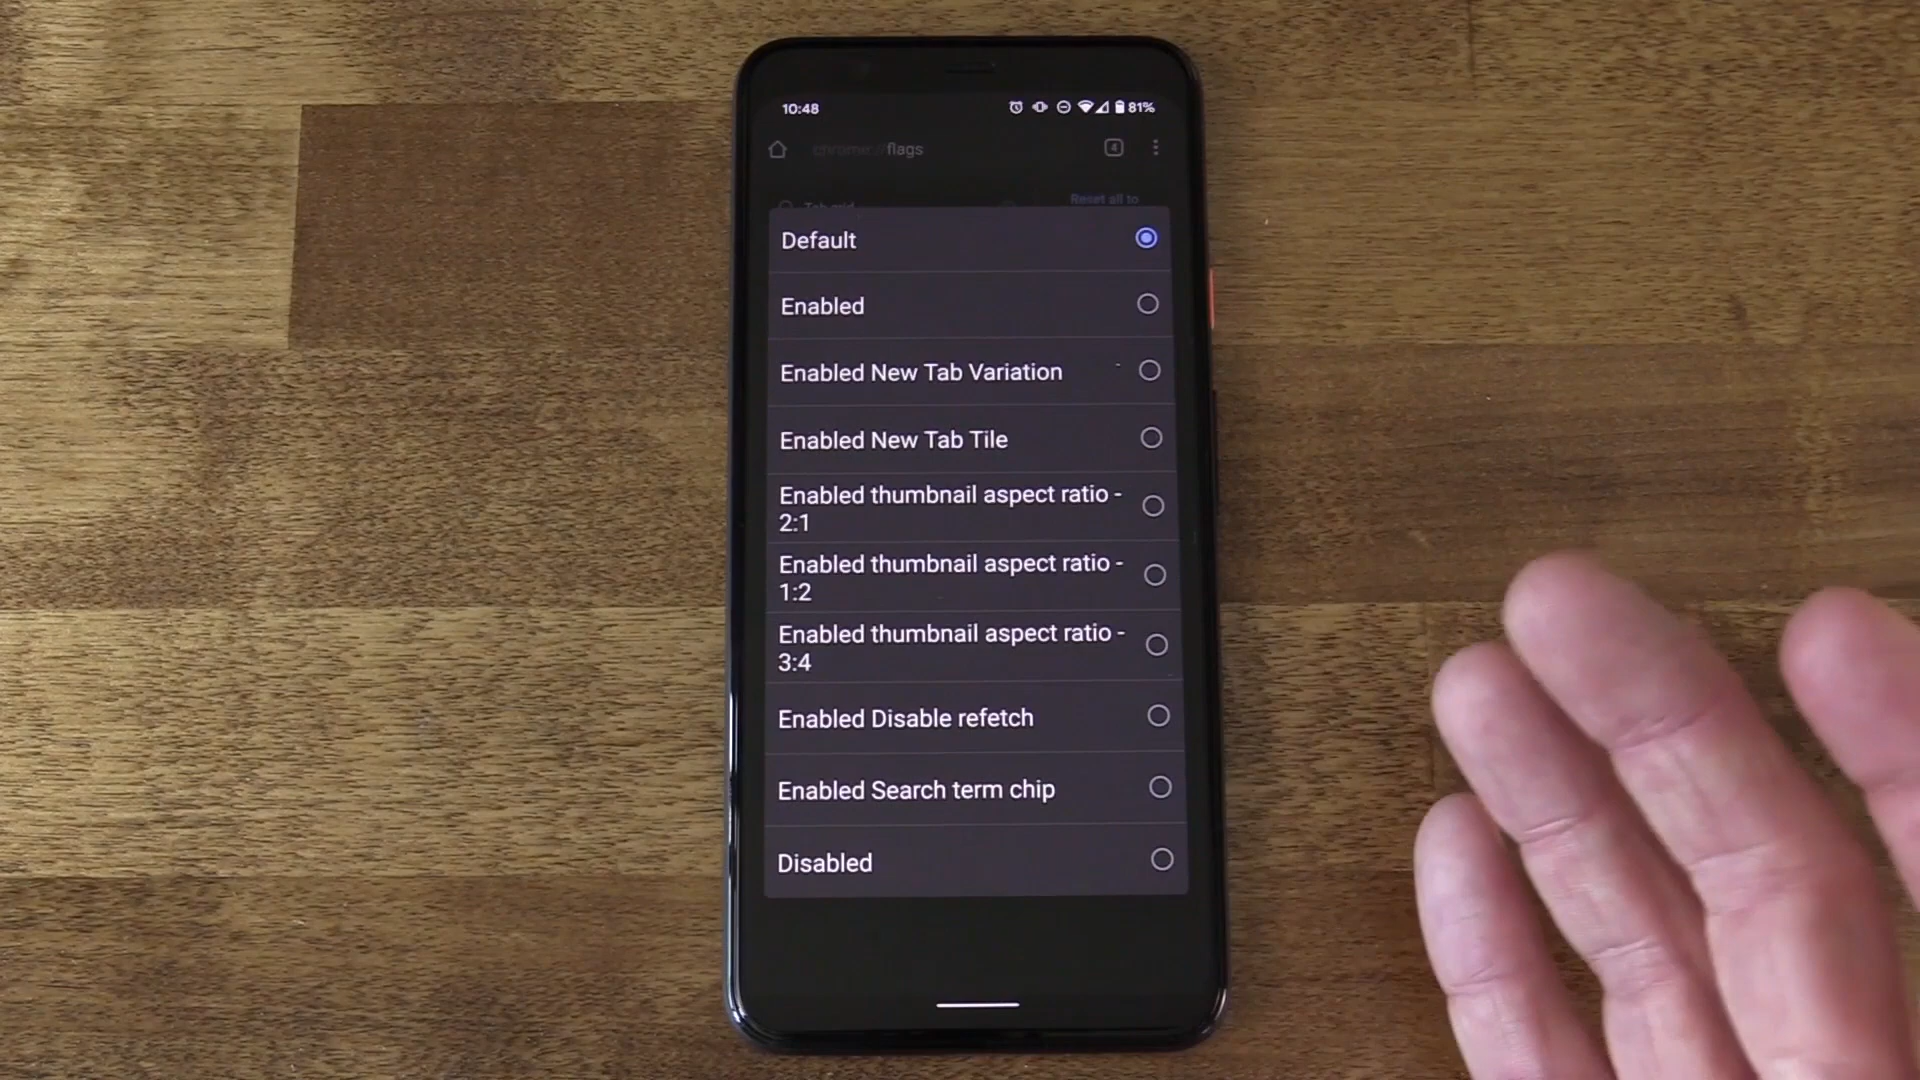 10:48 81%
chrome://flags 4
Tab grid Reset all to
Default
Enabled
Enabled New Tab Variation
Enabled New Tab Tile
Enabled thumbnail aspect ratio -
2:1
Enabled thumbnail aspect ratio -
1:2
Enabled thumbnail aspect ratio -
3:4
Enabled Disable refetch
Enabled Search term chip
Disabled